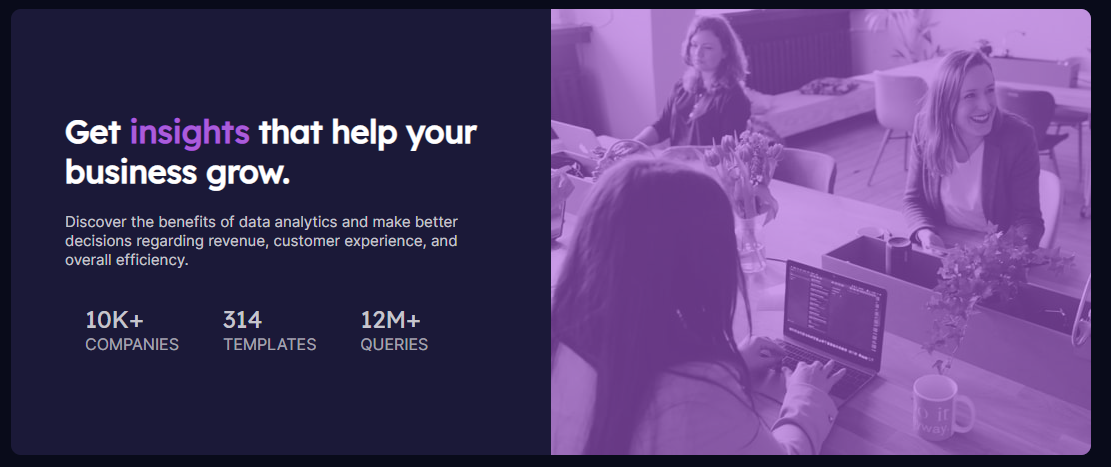 Get insights that help your
business grow.
Discover the benefits of data analytics and make better
decisions regarding revenue, customer experience, and
overall efficiency.
10K+ 314 12M+
COMPANIES TEMPLATES QUERIES